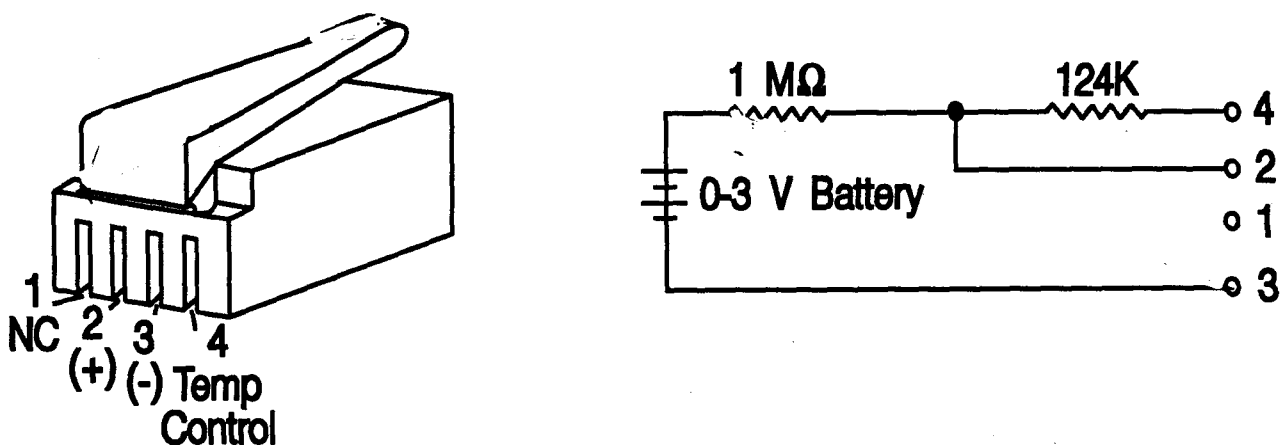 1
NC
2
(+)
3
(-)
4
Temp
Control
1 MΩ
124K
0-3 V Battery
4
2
1
3